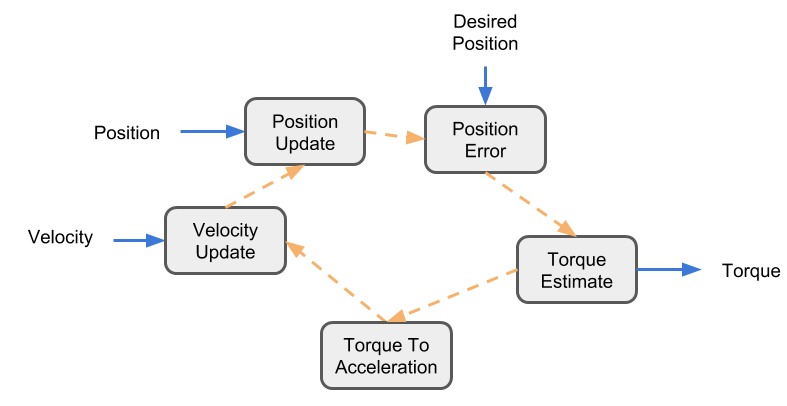 Desired
Position
Position
Position
Update
Position
Error
Velocity
Velocity
Update
Torque
Estimate
Torque
Torque To
Acceleration